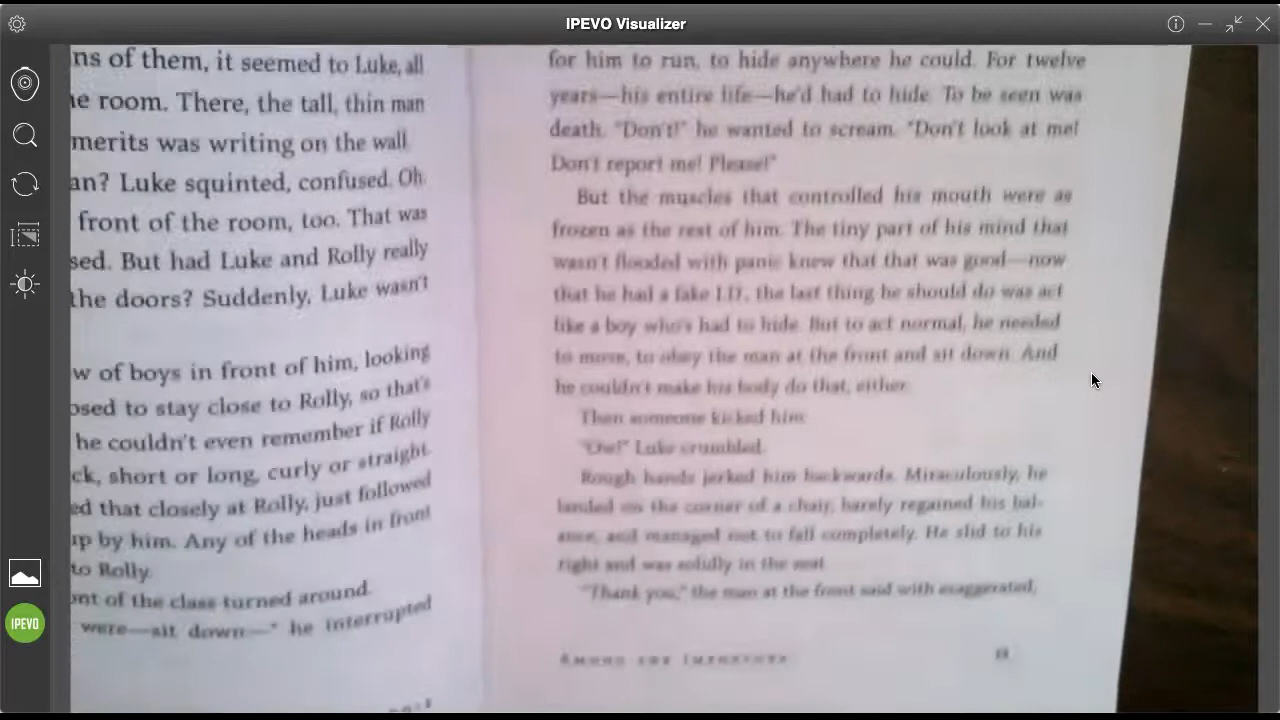 IPEVO Visualizer
ns of them, it seemed to Luke, all
e room. There, the tall, thin man
merits was writing on the wall.
an? Luke squinted, confused. Oh.
front of the room, too. That was
sed. But had Luke and Rolly really
the doors? Suddenly, Luke wasn't
w of boys in front of him, looking
osed to stay close to Rolly, so that's
he couldn't even remember if Rolly
ck, short or long, curly or straight.
ed that closely at Rolly, just followed
up by him. Any of the heads in front
to Rolly.
ont of the class turned around.
were—sit down—" he interrupted
for him to run, to hide anywhere he could. For twelve
years—his entire life—he'd had to hide. To be seen was
death. "Don't!" he wanted to scream. "Don't look at me!
Don't report me! Please!"
But the muscles that controlled his mouth were as
frozen as the rest of him. The tiny part of his mind that
wasn't flooded with panic knew that that was good—now
that he had a fake I.D., the last thing he should do was act
like a boy who's had to hide. But to act normal, he needed
to move, to obey the man at the front and sit down. And
he couldn't make his body do that, either.
Then someone kicked him.
"Ow!" Luke crumbled.
Rough hands jerked him backwards. Miraculously, he
landed on the corner of a chair, barely regained his bal-
ance, and managed not to fall completely. He slid to his
right and was solidly in the seat.
"Thank you," the man at the front said with exaggerated,
AMONG THE IMPOSTORS
IPEVO